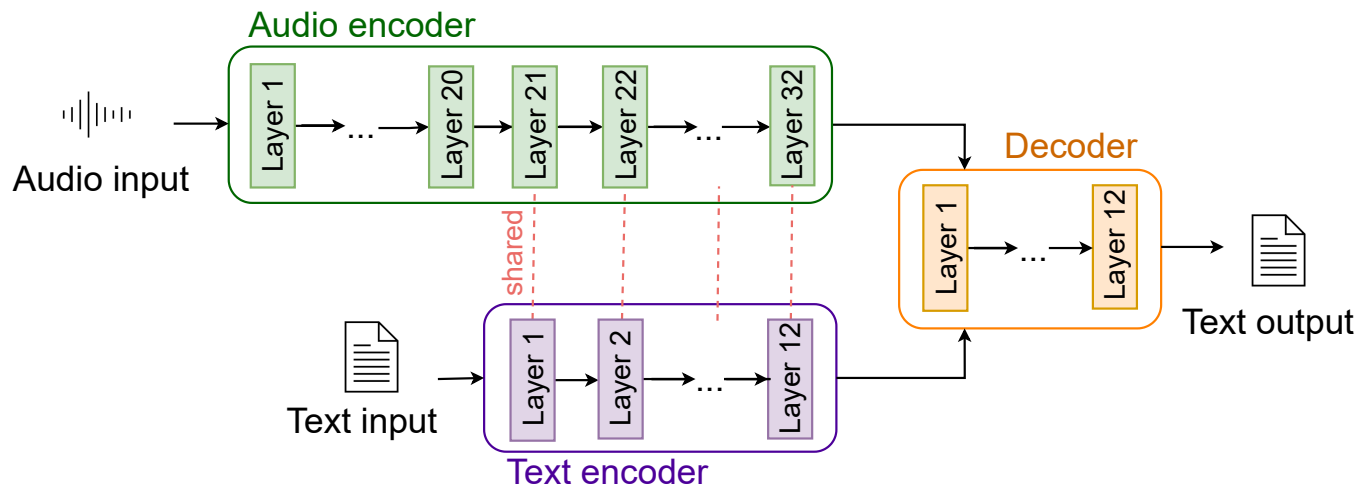 Audio encoder
Layer 1
...
Layer 20
Layer 21
Layer 22
...
Layer 32
Audio input
shared
Decoder
Layer 1
...
Layer 12
Text output
Layer 1
Layer 2
...
Layer 12
Text input
Text encoder